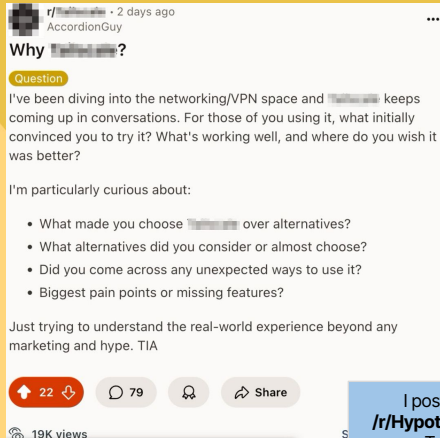 r/ • 2 days ago
AccordionGuy
Why ?
Question
I've been diving into the networking/VPN space and keeps
coming up in conversations. For those of you using it, what initially
convinced you to try it? What's working well, and where do you wish it
was better?
I'm particularly curious about:
• What made you choose over alternatives?
• What alternatives did you consider or almost choose?
• Did you come across any unexpected ways to use it?
• Biggest pain points or missing features?
Just trying to understand the real-world experience beyond any
marketing and hype. TIA
22
79
Share
I pos
/r/Hypot
19K views
S